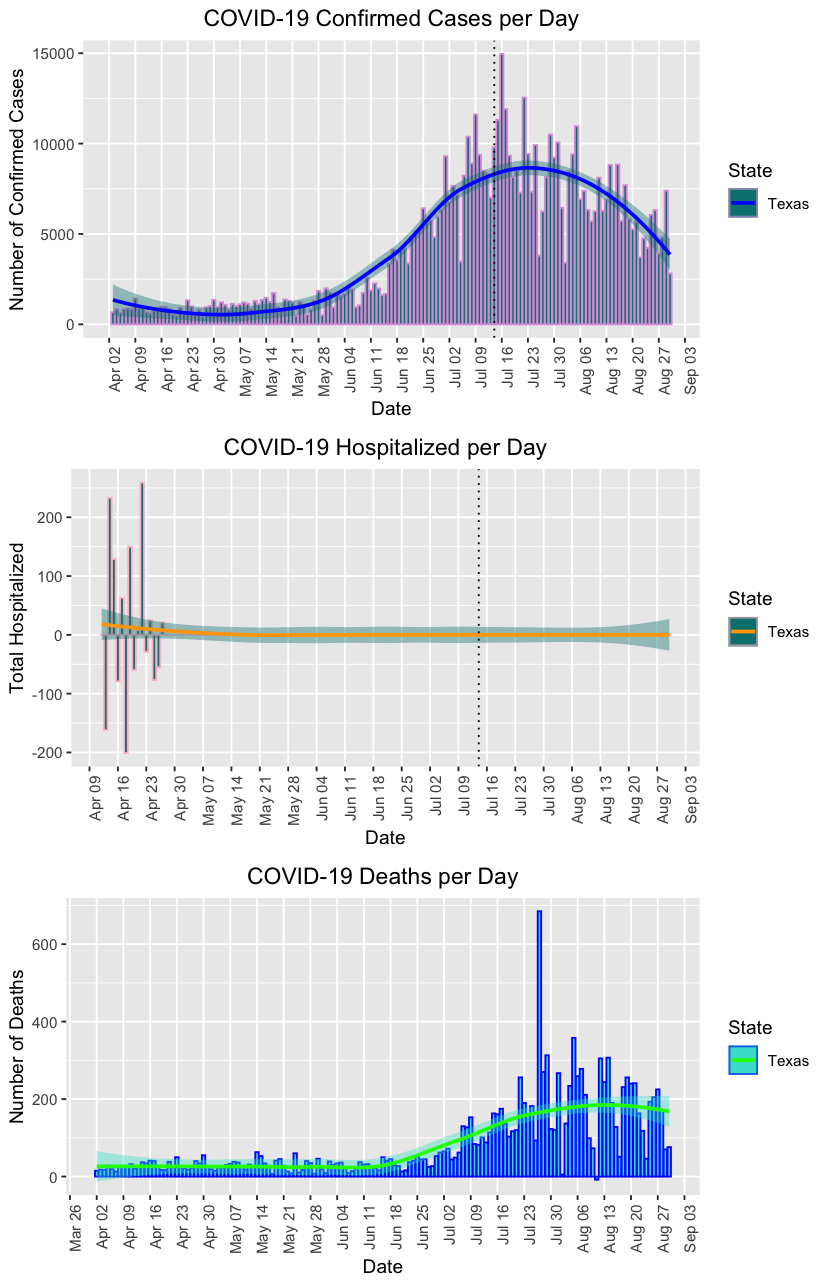 COVID-19 Confirmed Cases per Day
Number of Confirmed Cases
15000
10000
5000
0
Apr 02
Apr 09
Apr 16
Apr 23
Apr 30
May 07
May 14
May 21
May 28
Jun 04
Jun 11
Jun 18
Jun 25
Jul 02
Jul 09
Jul 16
Jul 23
Jul 30
Aug 06
Aug 13
Aug 20
Aug 27
Sep 03
Date
State
Texas
COVID-19 Hospitalized per Day
Total Hospitalized
200
100
0
-100
-200
Apr 09
Apr 16
Apr 23
Apr 30
May 07
May 14
May 21
May 28
Jun 04
Jun 11
Jun 18
Jun 25
Jul 02
Jul 09
Jul 16
Jul 23
Jul 30
Aug 06
Aug 13
Aug 20
Aug 27
Sep 03
Date
State
Texas
COVID-19 Deaths per Day
Number of Deaths
600
400
200
0
Mar 26
Apr 02
Apr 09
Apr 16
Apr 23
Apr 30
May 07
May 14
May 21
May 28
Jun 04
Jun 11
Jun 18
Jun 25
Jul 02
Jul 09
Jul 16
Jul 23
Jul 30
Aug 06
Aug 13
Aug 20
Aug 27
Sep 03
Date
State
Texas